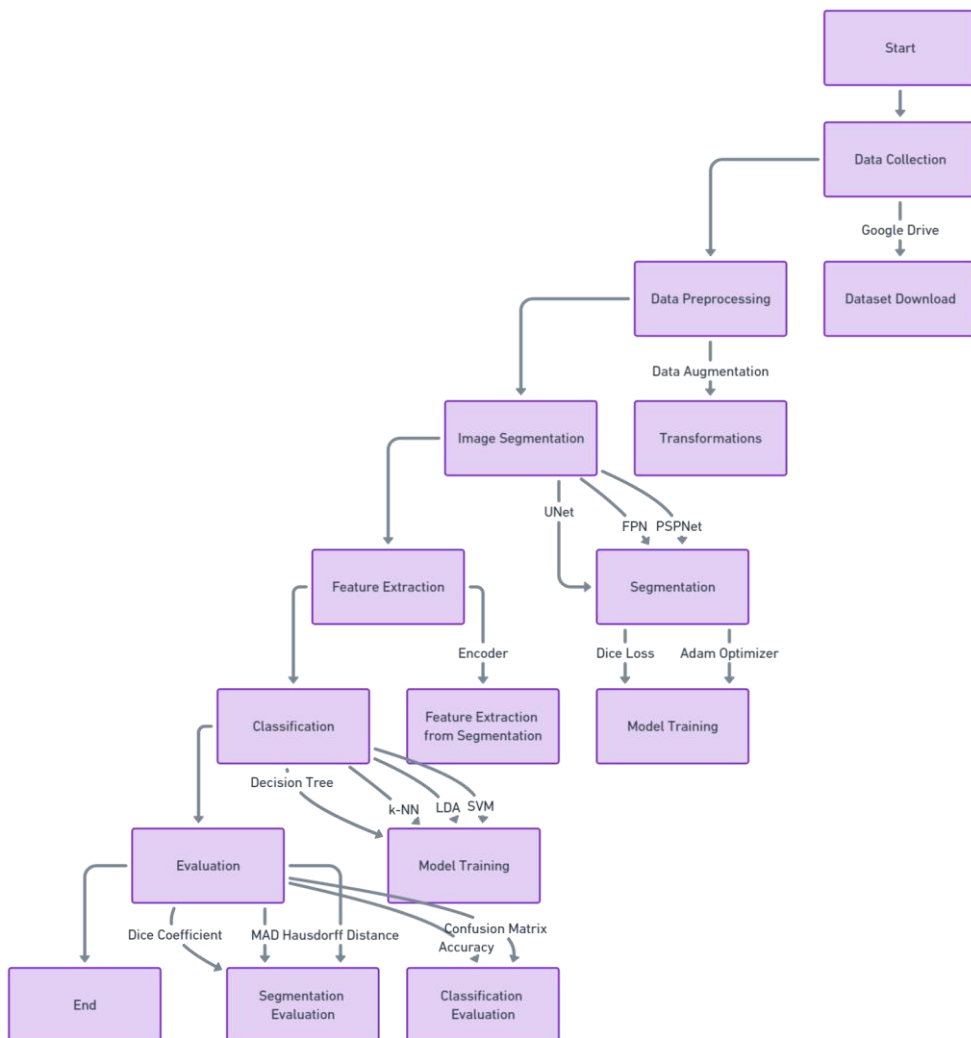 Start
Data Collection
Google Drive
Data Preprocessing
Dataset Download
Data Augmentation
Image Segmentation
Transformations
UNet
FPN
PSPNet
Feature Extraction
Segmentation
Encoder
Dice Loss
Adam Optimizer
Classification
Feature Extraction
from Segmentation
Model Training
Decision Tree
k-NN
LDA
SVM
Evaluation
Model Training
Dice Coefficient
MAD
Hausdorff Distance
Confusion Matrix
Accuracy
End
Segmentation
Evaluation
Classification
Evaluation